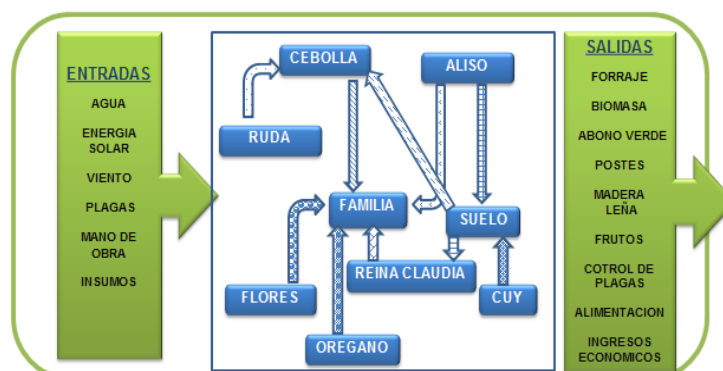 ENTRADAS
AGUA
ENERGIA
SOLAR
VIENTO
PLAGAS
MANO DE
OBRA
INSUMOS
CEBOLLA
ALISO
RUDA
FAMILIA
SUELO
REINA CLAUDIA
FLORES
CUY
OREGANO
SALIDAS
FORRAJE
BIOMASA
ABONO VERDE
POSTES
MADERA
LEÑA
FRUTOS
COTROL DE
PLAGAS
ALIMENTACION
INGRESOS
ECONOMICOS